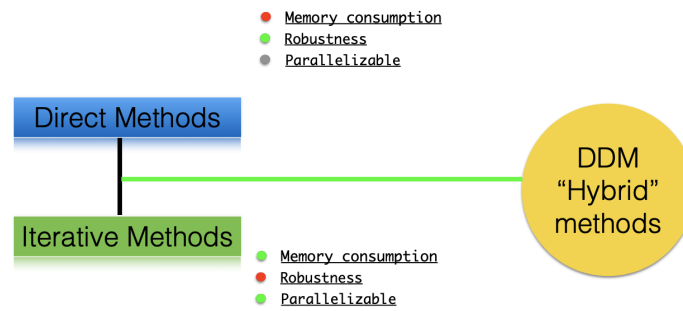 Memory consumption
Robustness
Parallelizable
Direct Methods
DDM
“Hybrid”
methods
Iterative Methods
Memory consumption
Robustness
Parallelizable